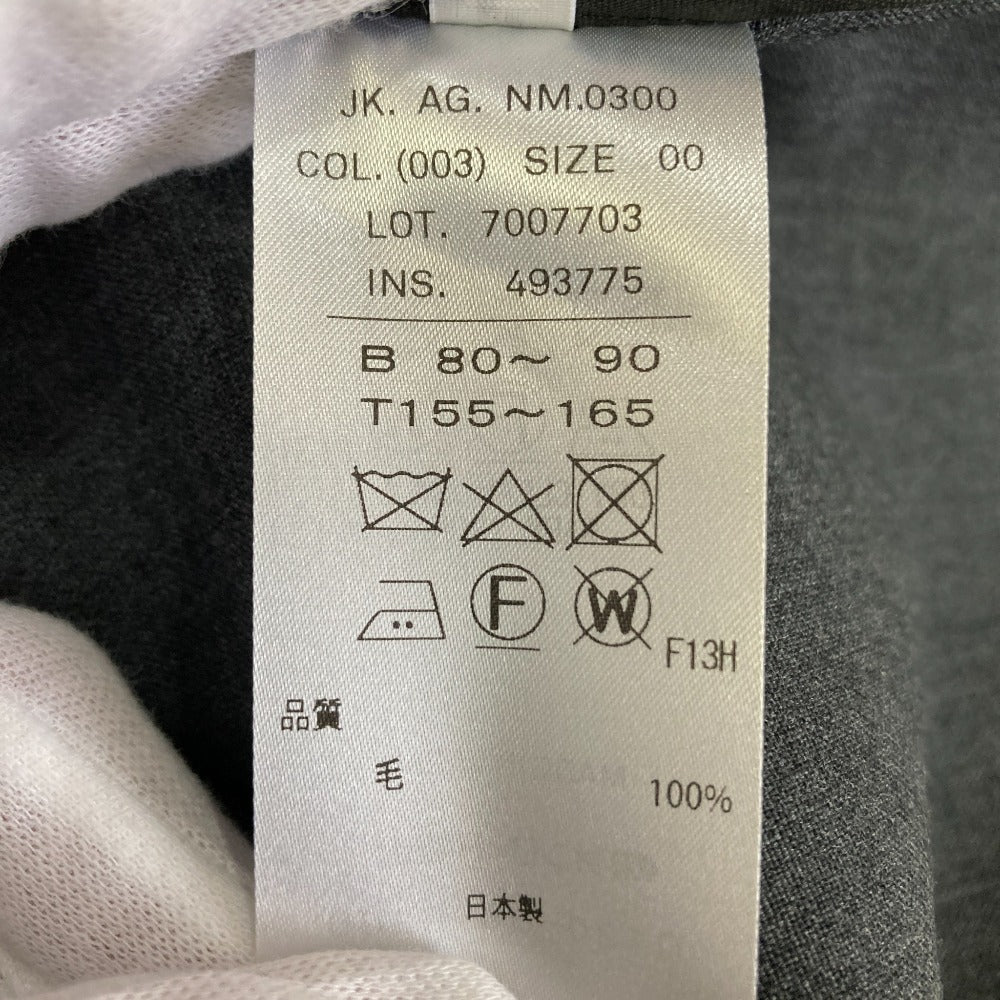 JK. AG. NM.0300
COL. (003) SIZE 00
LOT. 7007703
INS. 493775
B 80～ 90
T155～165
F W
F13H
品質
毛 100%
日本製